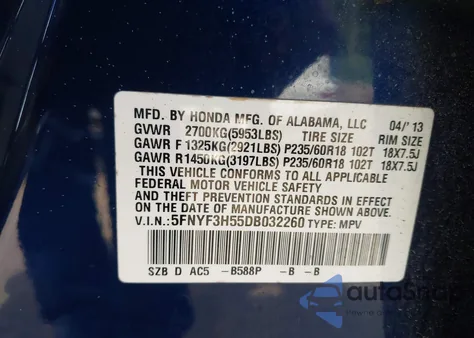 MFD. BY HONDA MFG. OF ALABAMA, LLC 04/'13
GVWR 2700KG(5953LBS) TIRE SIZE RIM SIZE
GAWR F 1325KG(2921LBS) P235/60R18 102T 18X7.5J
GAWR R1450KG(3197LBS) P235/60R18 102T 18X7.5J
THIS VEHICLE CONFORMS TO ALL APPLICABLE
FEDERAL MOTOR VEHICLE SAFETY
AND THEFT PREVENTION STANDARDS IN EFFECT
ON THE DATE OF MANUFACTURE SHOWN ABOVE.
V.I.N.: 5FNYF3H55DB032260 TYPE: MPV
SZB D AC5 –B588P –B –B
autoSnap